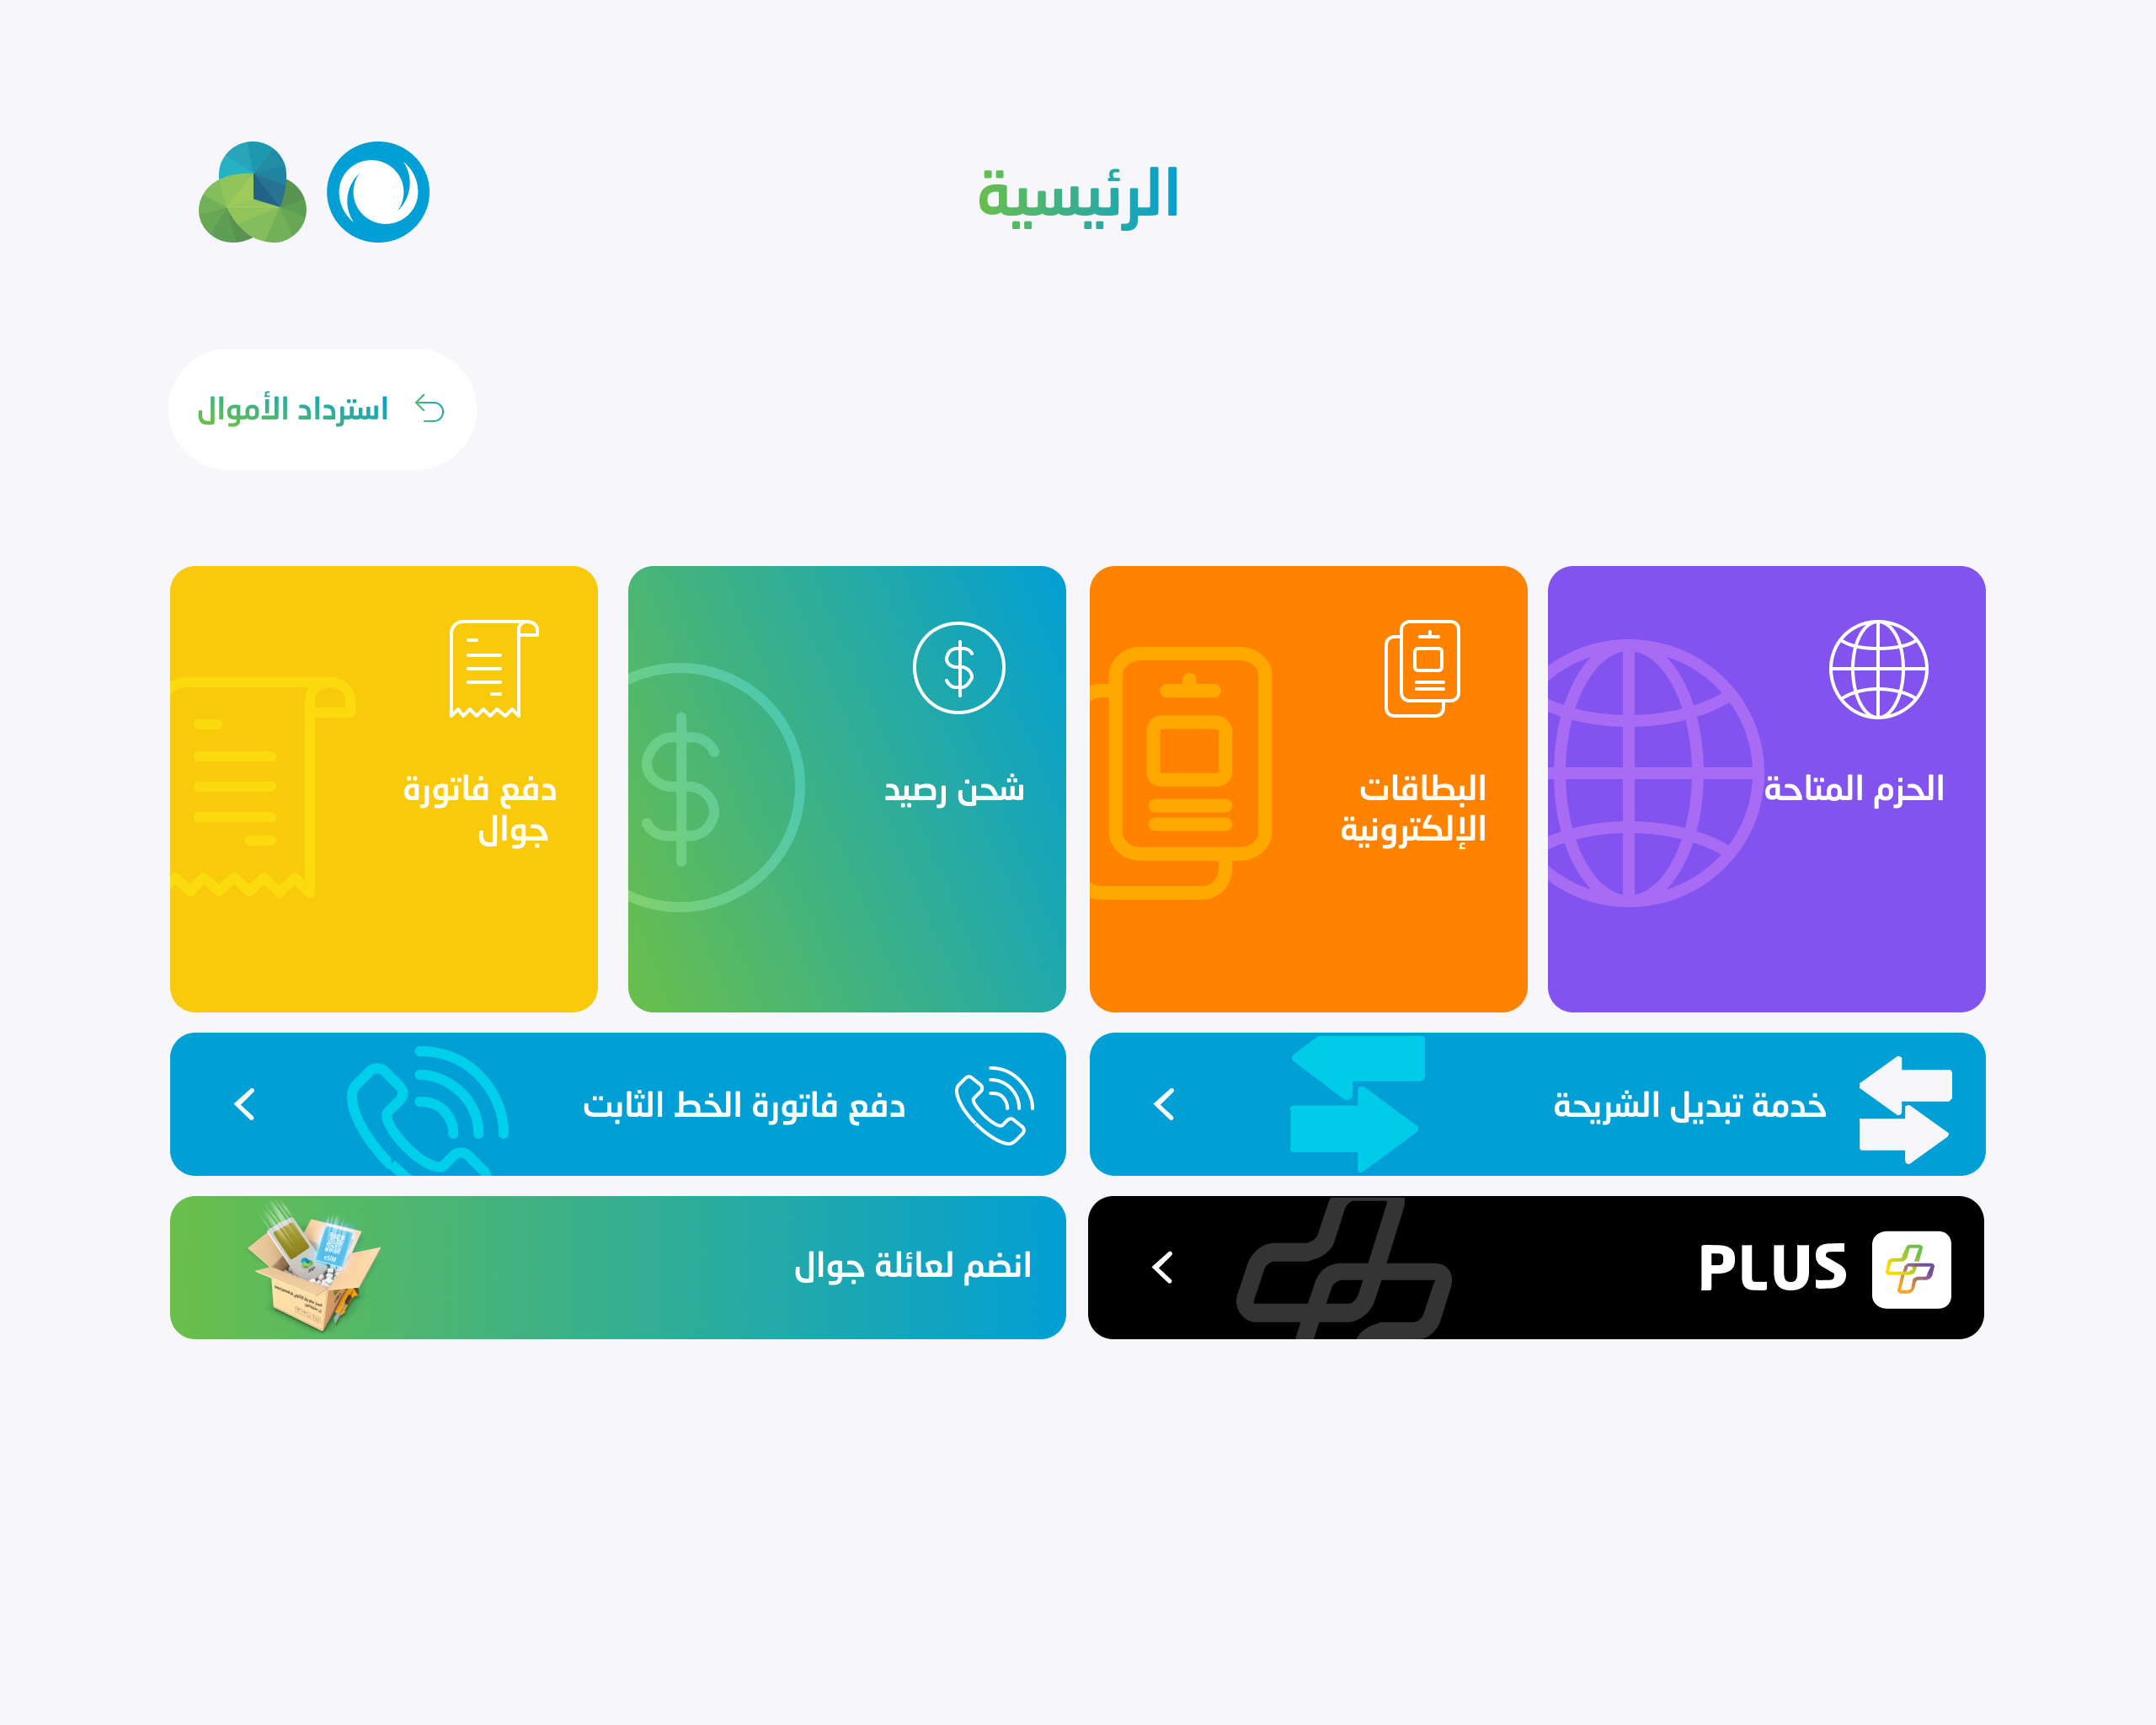 الرئيسية
استرداد الأموال
الحزم المتاحة
البطاقات
الإلكترونية
شحن رصيد
دفع فاتورة
جوال
خدمة تبديل الشريحة
دفع فاتورة الخط الثابت
PLUS
انضم لعائلة جوال
eSIM